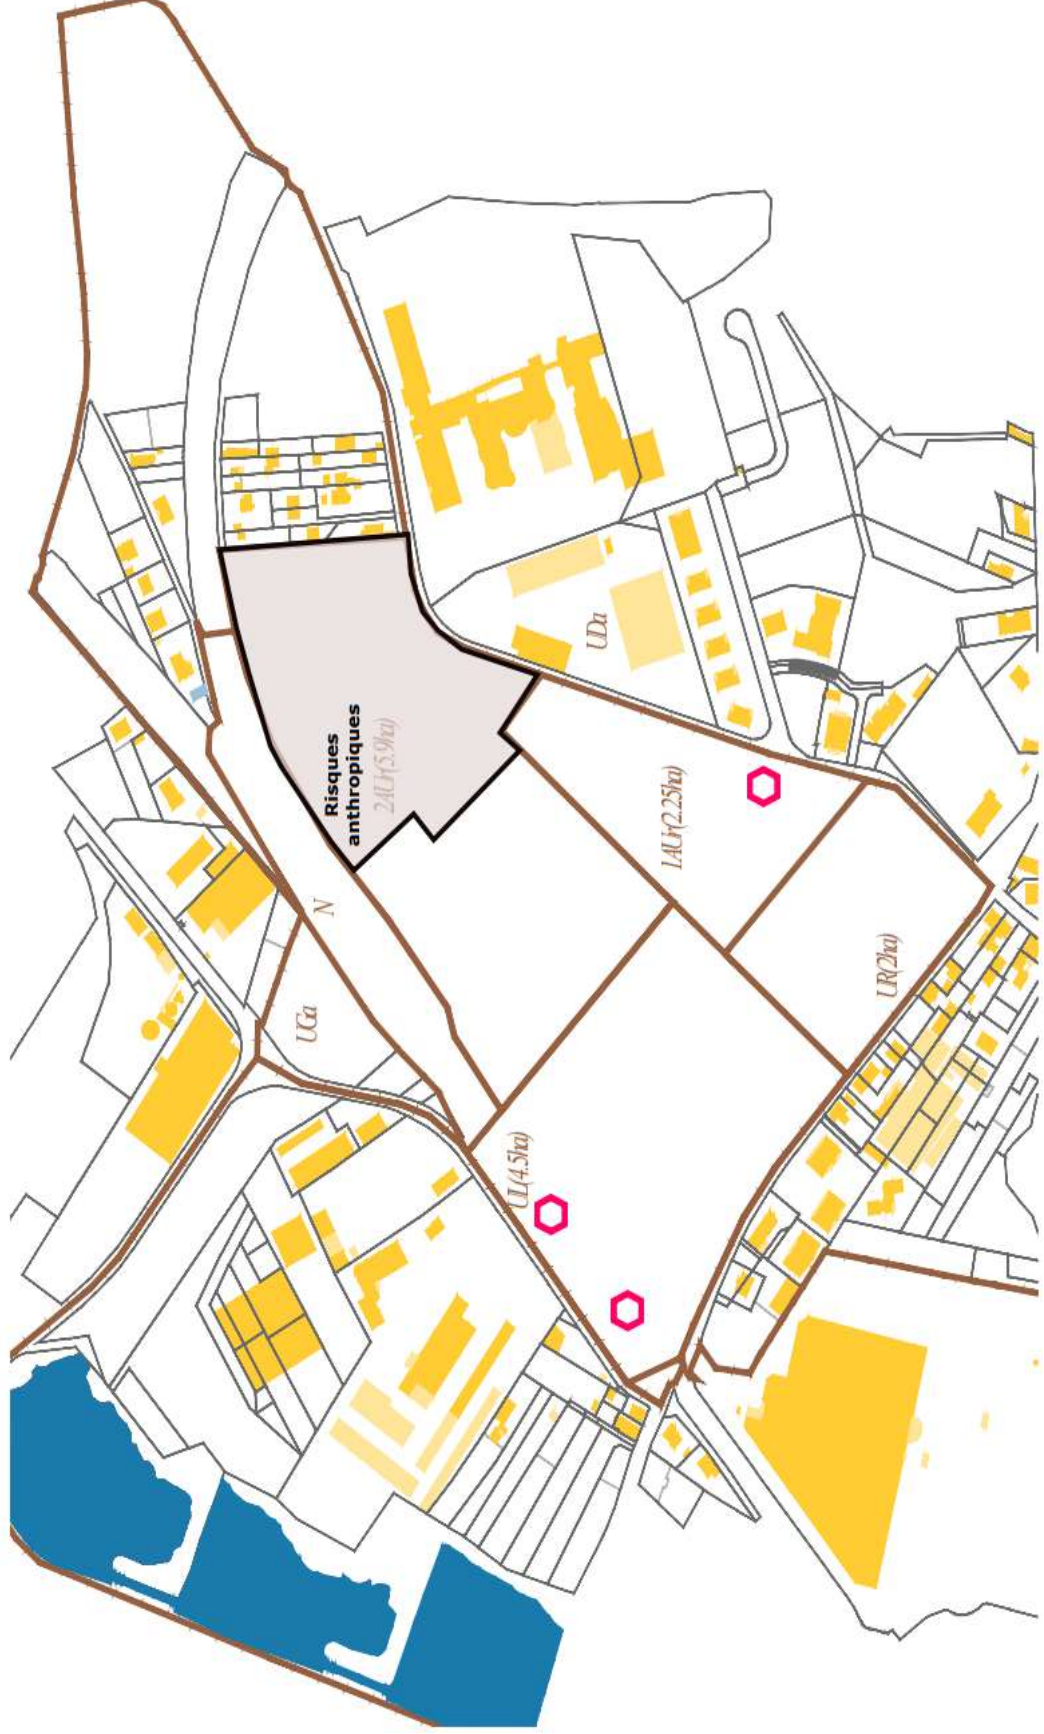 Risques
anthropiques
2AUr(5.9ha)
UDa
1AUr(2.25ha)
N
UR(2ha)
UGa
UL(4.5ha)